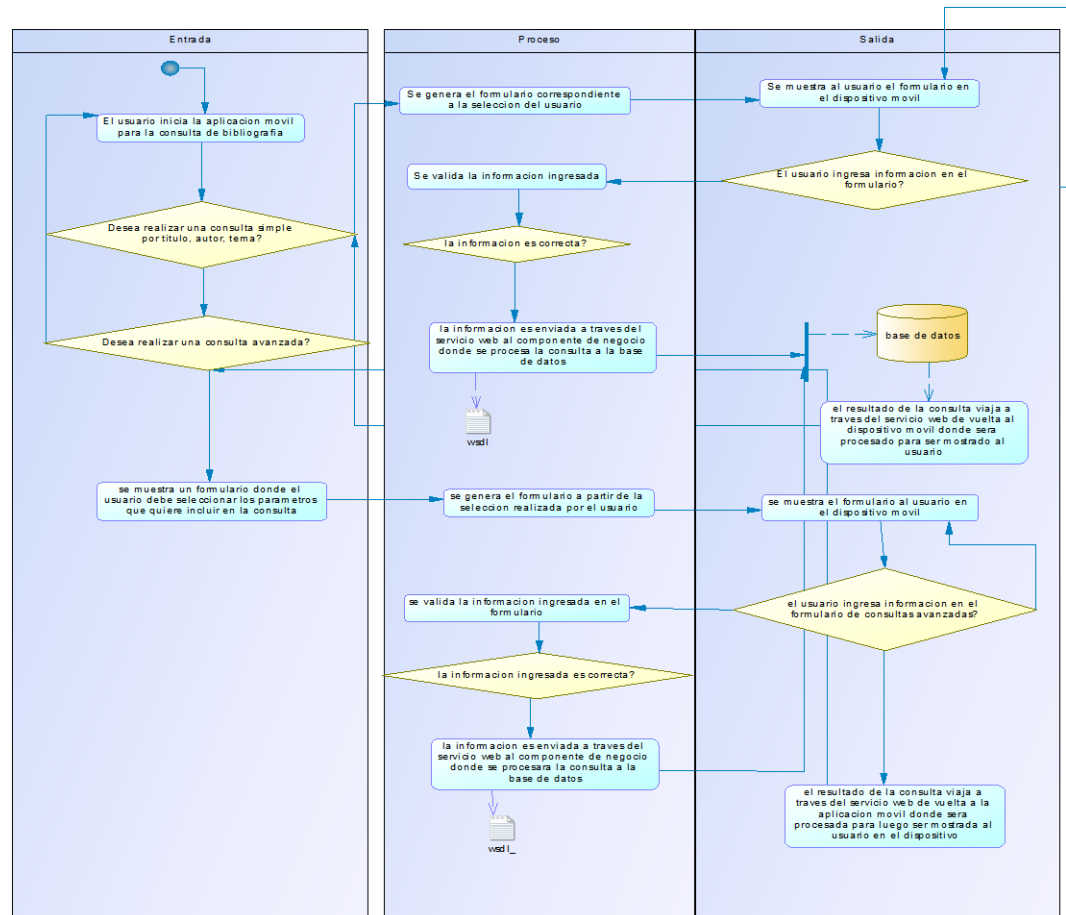 Entrada
Proceso
Salida
El usuario inicia la aplicacion movil
para la consulta de bibliografia
Se genera el formulario correspondiente
a la seleccion del usuario
Se muestra al usuario el formulario en
el dispositivo movil
Se valida la informacion ingresada
El usuario ingresa informacion en el
formulario?
Desea realizar una consulta simple
por titulo, autor, tema?
la informacion es correcta?
Desea realizar una consulta avanzada?
la informacion es enviada a traves del
servicio web al componente de negocio
donde se procesa la consulta a la base
de datos
base de datos
wsdl
el resultado de la consulta viaja a
traves del servicio web de vuelta al
dispositivo movil donde sera
procesado para ser mostrado al
usuario
se muestra un formulario donde el
usuario debe seleccionar los parametros
que quiere incluir en la consulta
se genera el formulario a partir de la
seleccion realizada por el usuario
se muestra el formulario al usuario en
el dispositivo movil
se valida la informacion ingresada en el
formulario
el usuario ingresa informacion en el
formulario de consultas avanzadas?
la informacion ingresada es correcta?
la informacion es enviada a traves del
servicio web al componente de negocio
donde se procesara la consulta a la
base de datos
wsdl_
el resultado de la consulta viaja a
traves del servicio web de vuelta a la
aplicacion movil donde sera
procesada para luego ser mostrada al
usuario en el dispositivo